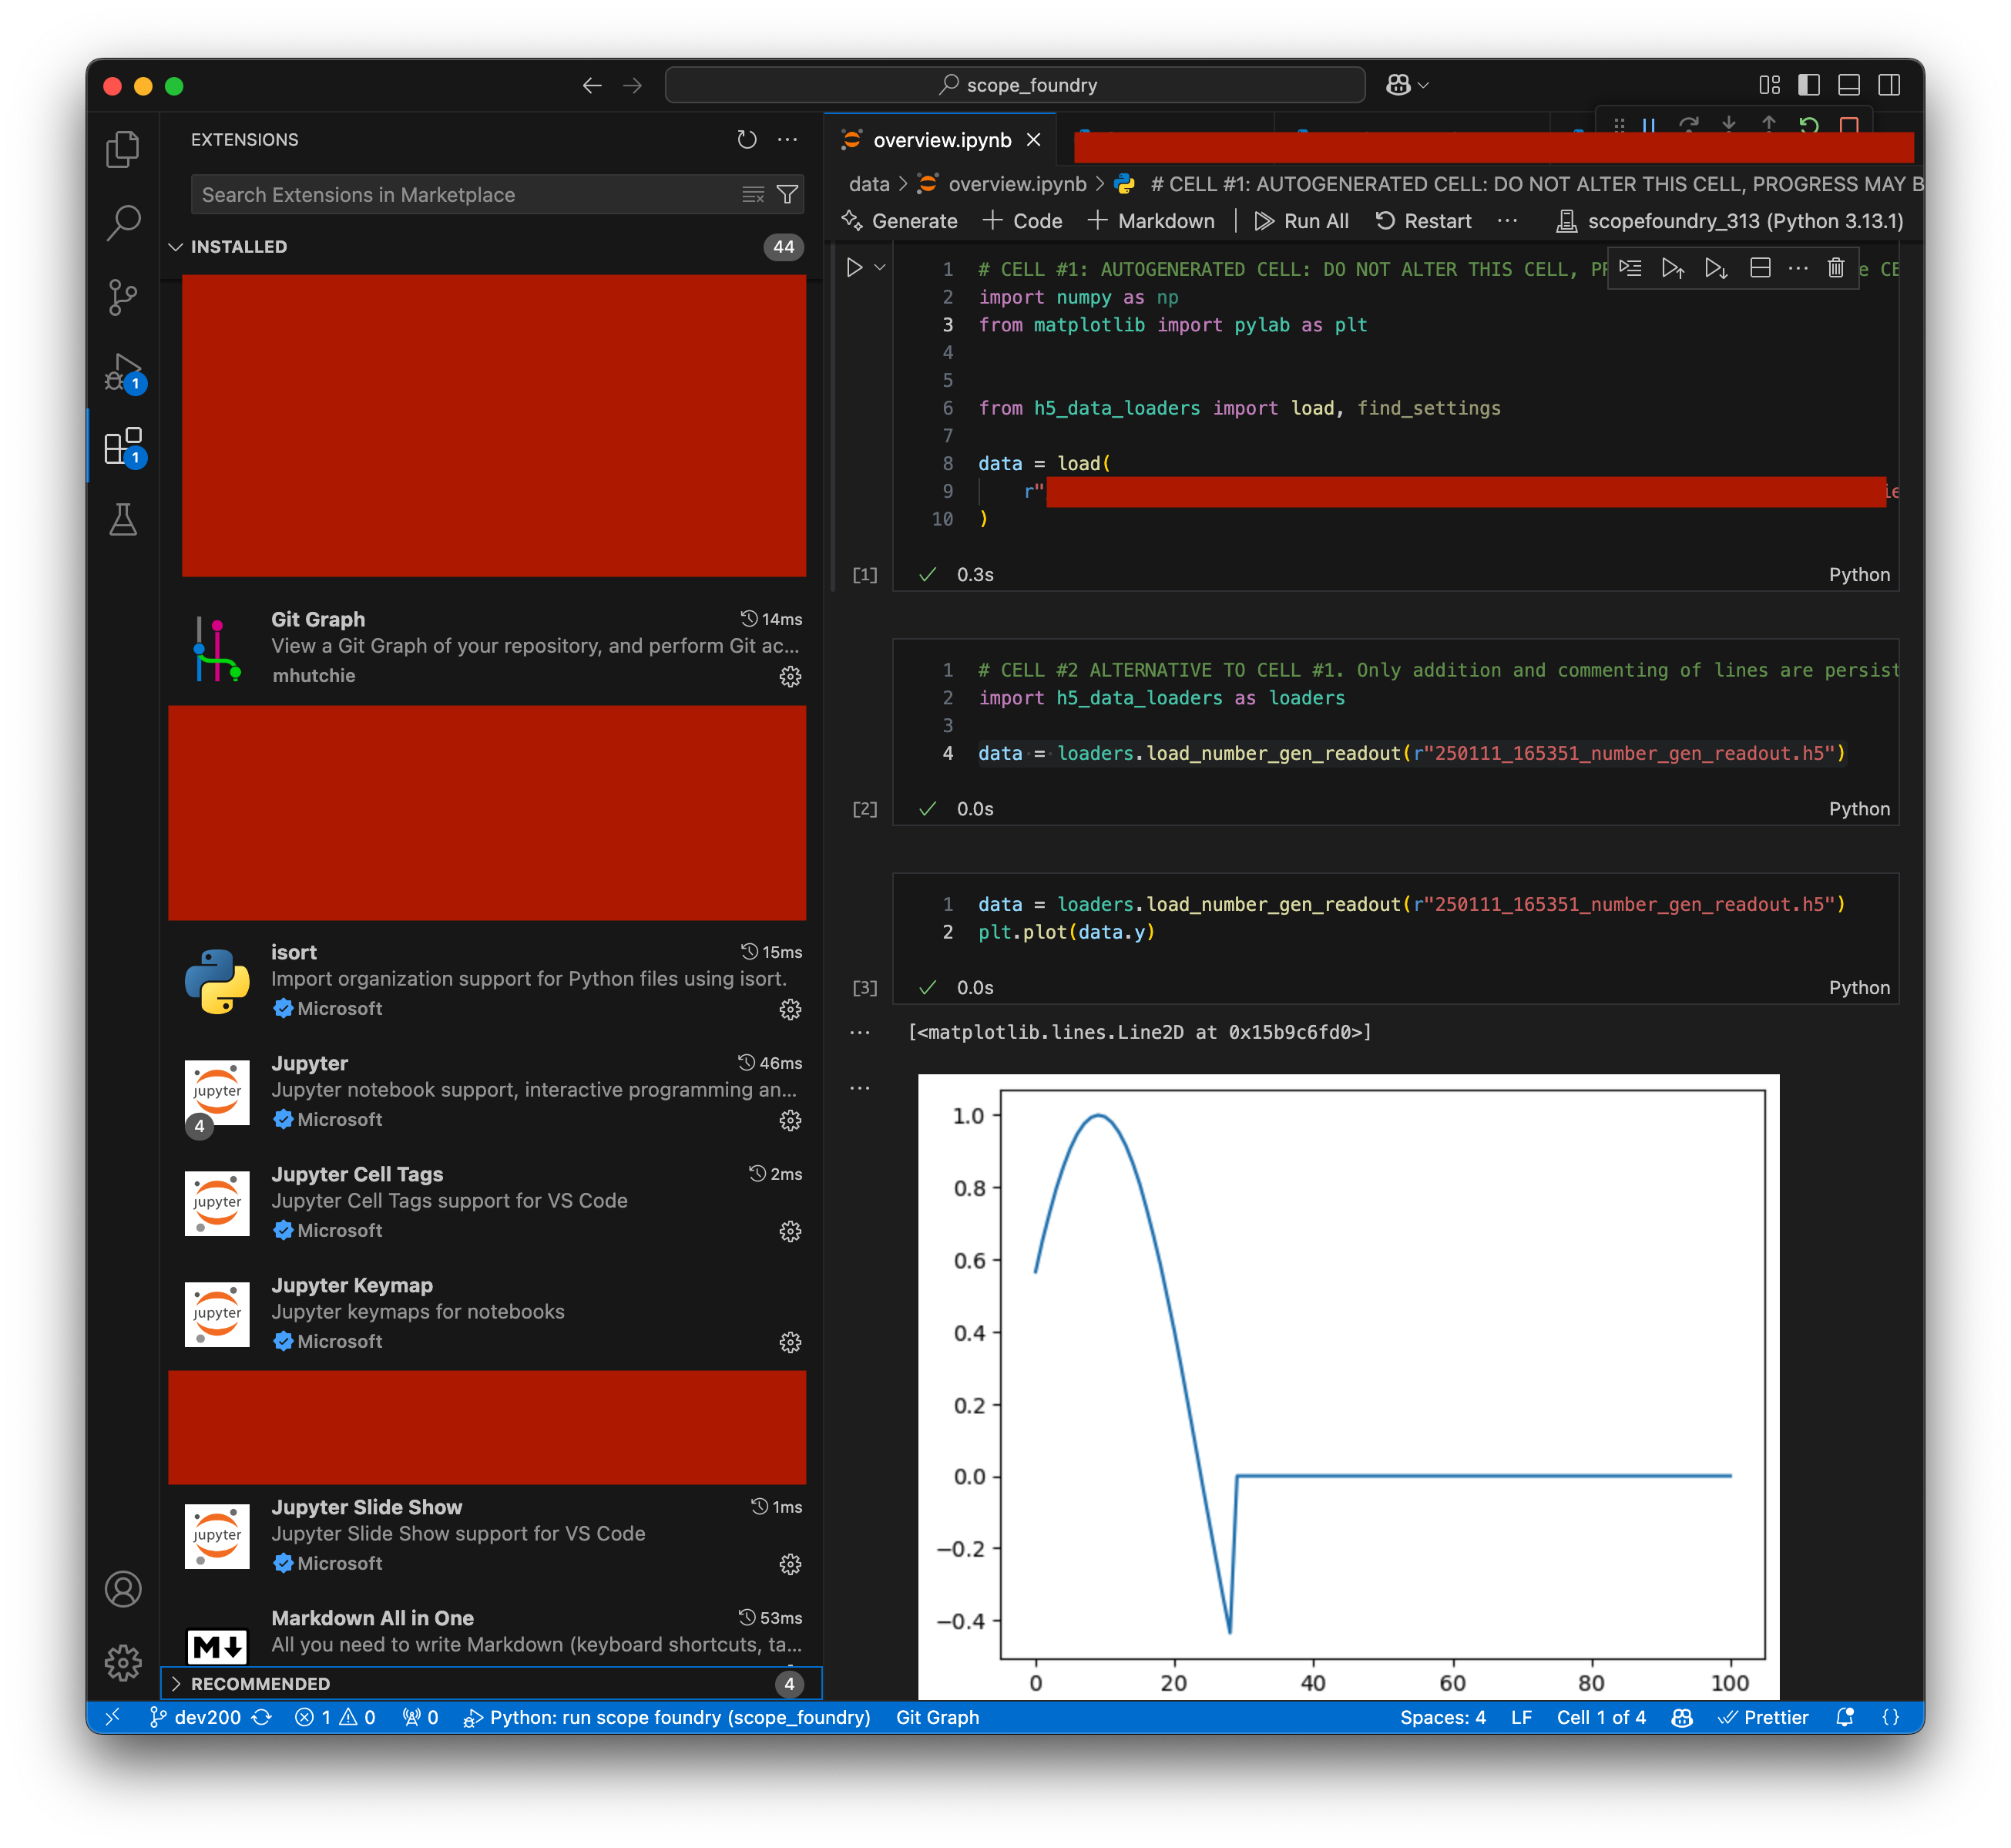 scope_foundry
EXTENSIONS
Search Extensions in Marketplace
INSTALLED
44
1
1
Git Graph
14ms
View a Git Graph of your repository, and perform Git ac...
mhutchie
isort
15ms
Import organization support for Python files using isort.
Microsoft
Jupyter
46ms
Jupyter notebook support, interactive programming an...
Microsoft
jupyter
4
Jupyter Cell Tags
2ms
Jupyter Cell Tags support for VS Code
Microsoft
jupyter
Jupyter Keymap
Jupyter keymaps for notebooks
Microsoft
jupyter
Jupyter Slide Show
1ms
Jupyter Slide Show support for VS Code
Microsoft
jupyter
Markdown All in One
53ms
All you need to write Markdown (keyboard shortcuts, ta...
M
RECOMMENDED
4
overview.ipynb
data > overview.ipynb > # CELL #1: AUTOGENERATED CELL: DO NOT ALTER THIS CELL, PROGRESS MAY B
Generate
Code
Markdown
Run All
Restart
...
scopefoundry_313 (Python 3.13.1)
1 # CELL #1: AUTOGENERATED CELL: DO NOT ALTER THIS CELL,
2 import numpy as np
3 from matplotlib import pylab as plt
4
5
6 from h5_data_loaders import load, find_settings
7
8 data = load(
9 r"
10 )
[1] 0.3s Python
1 # CELL #2 ALTERNATIVE TO CELL #1. Only addition and commenting of lines are persist
2 import h5_data_loaders as loaders
3
4 data = loaders.load_number_gen_readout(r"250111_165351_number_gen_readout.h5")
[2] 0.0s Python
1 data = loaders.load_number_gen_readout(r"250111_165351_number_gen_readout.h5")
2 plt.plot(data.y)
[3] 0.0s Python
[<matplotlib.lines.Line2D at 0x15b9c6fd0>]
1.0
0.8
0.6
0.4
0.2
0.0
−0.2
−0.4
0 20 40 60 80 100
dev200
1
0
0
Python: run scope foundry (scope_foundry)
Git Graph
Spaces: 4
LF
Cell 1 of 4
Prettier
{}